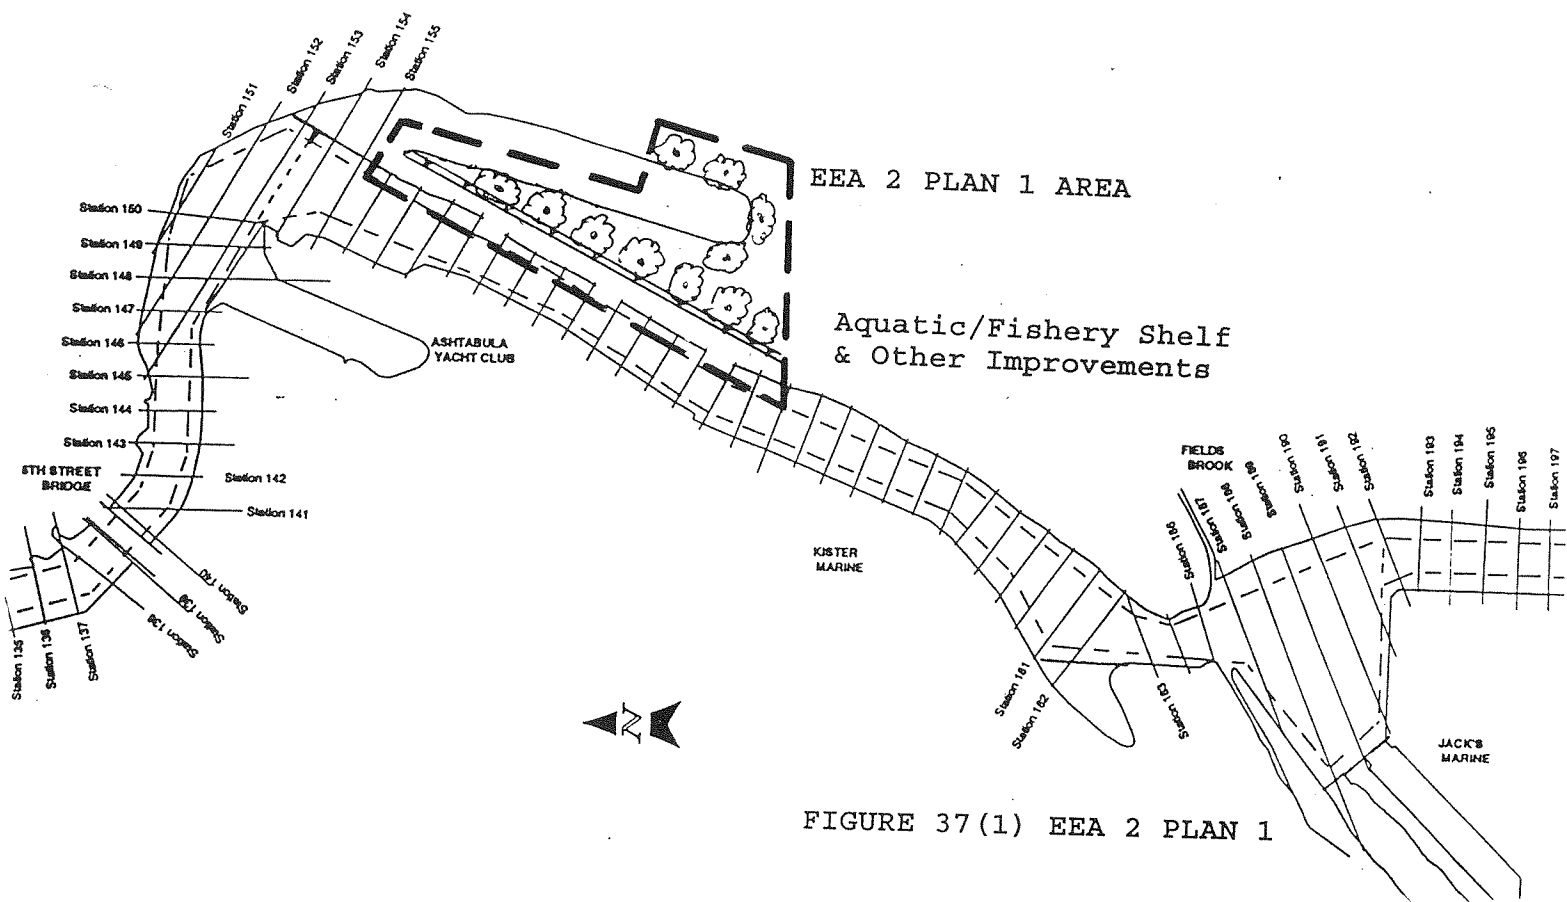 Station 151
Station 152
Station 153
Station 154
Station 155
Station 150
Station 149
Station 148
Station 147
Station 146
Station 145
Station 144
Station 143
5TH STREET
BRIDGE
Station 142
Station 141
Station 140
Station 139
Station 138
Station 135
Station 136
Station 137
ASHTABULA
YACHT CLUB
EEA 2 PLAN 1 AREA
Aquatic/Fishery Shelf
& Other Improvements
KISTER
MARINE
FIELDS
BROOK
Station 181
Station 182
Station 183
Station 186
Station 187
Station 188
Station 189
Station 190
Station 191
Station 192
Station 193
Station 194
Station 195
Station 196
Station 197
JACK'S
MARINE
N
FIGURE 37(1) EEA 2 PLAN 1